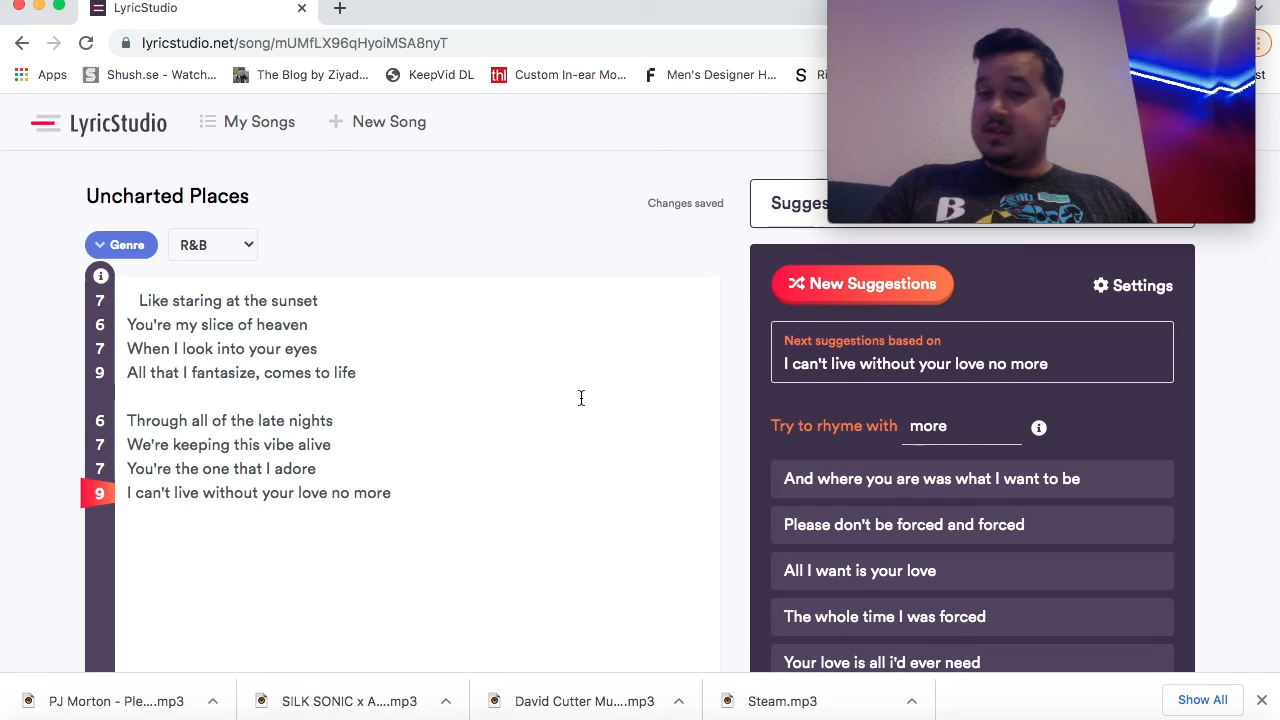 LyricStudio
lyricstudio.net/song/mUMfLX96qHyoiMSA8nyT
Apps
Shush.se - Watch...
The Blog by Ziyad...
KeepVid DL
thl Custom In-ear Mo...
F Men's Designer H...
S
LyricStudio
My Songs
New Song
Uncharted Places
Changes saved
Genre
R&B
7 Like staring at the sunset
6 You're my slice of heaven
7 When I look into your eyes
9 All that I fantasize, comes to life
6 Through all of the late nights
7 We're keeping this vibe alive
7 You're the one that I adore
9 I can't live without your love no more
Sugges
New Suggestions
Settings
Next suggestions based on
I can't live without your love no more
Try to rhyme with more
And where you are was what I want to be
Please don't be forced and forced
All I want is your love
The whole time I was forced
Your love is all i'd ever need
B
PJ Morton - Ple....mp3
SILK SONIC x A....mp3
David Cutter Mu....mp3
Steam.mp3
Show All